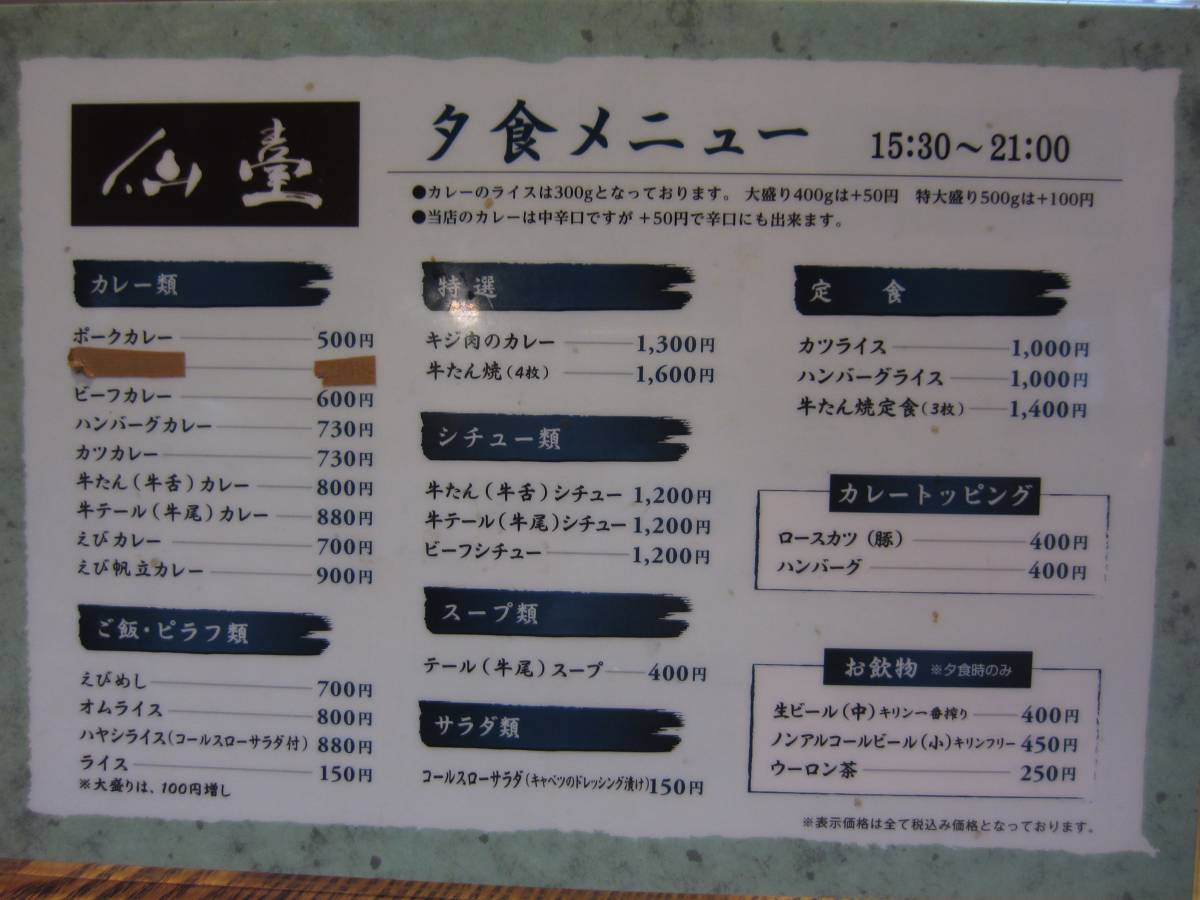 仙臺
夕食メニュー 15:30～21:00
●カレーのライスは300gとなっております。 大盛り400gは+50円 特大盛り500gは+100円
●当店のカレーは中辛口ですが +50円で辛口にも出来ます。
カレー類
ポークカレー 500円
ビーフカレー 600円
ハンバーグカレー 730円
カツカレー 730円
牛たん(牛舌)カレー 800円
牛テール(牛尾)カレー 880円
えびカレー 700円
えび帆立カレー 900円
ご飯・ピラフ類
えびめし 700円
オムライス 800円
ハヤシライス(コールスローサラダ付) 880円
ライス 150円
※大盛りは、100円増し
特選
キジ肉のカレー 1,300円
牛たん焼(4枚) 1,600円
シチュー類
牛たん(牛舌)シチュー 1,200円
牛テール(牛尾)シチュー 1,200円
ビーフシチュー 1,200円
スープ類
テール(牛尾)スープ 400円
サラダ類
コールスローサラダ(キャベツのドレッシング漬け)150円
定食
カツライス 1,000円
ハンバーグライス 1,000円
牛たん焼定食(3枚) 1,400円
カレートッピング
ロースカツ(豚) 400円
ハンバーグ 400円
お飲物 ※夕食時のみ
生ビール(中)キリン一番搾り 400円
ノンアルコールビール(小)キリンフリー 450円
ウーロン茶 250円
※表示価格は全て税込み価格となっております。